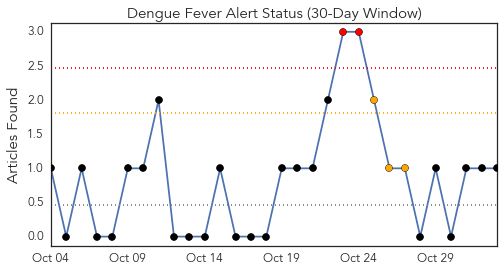 Dengue Fever Alert Status (30-Day Window)
Articles Found
3.0
2.5
2.0
1.5
1.0
0.5
0.0
Oct 04 Oct 09 Oct 14 Oct 19 Oct 24 Oct 29